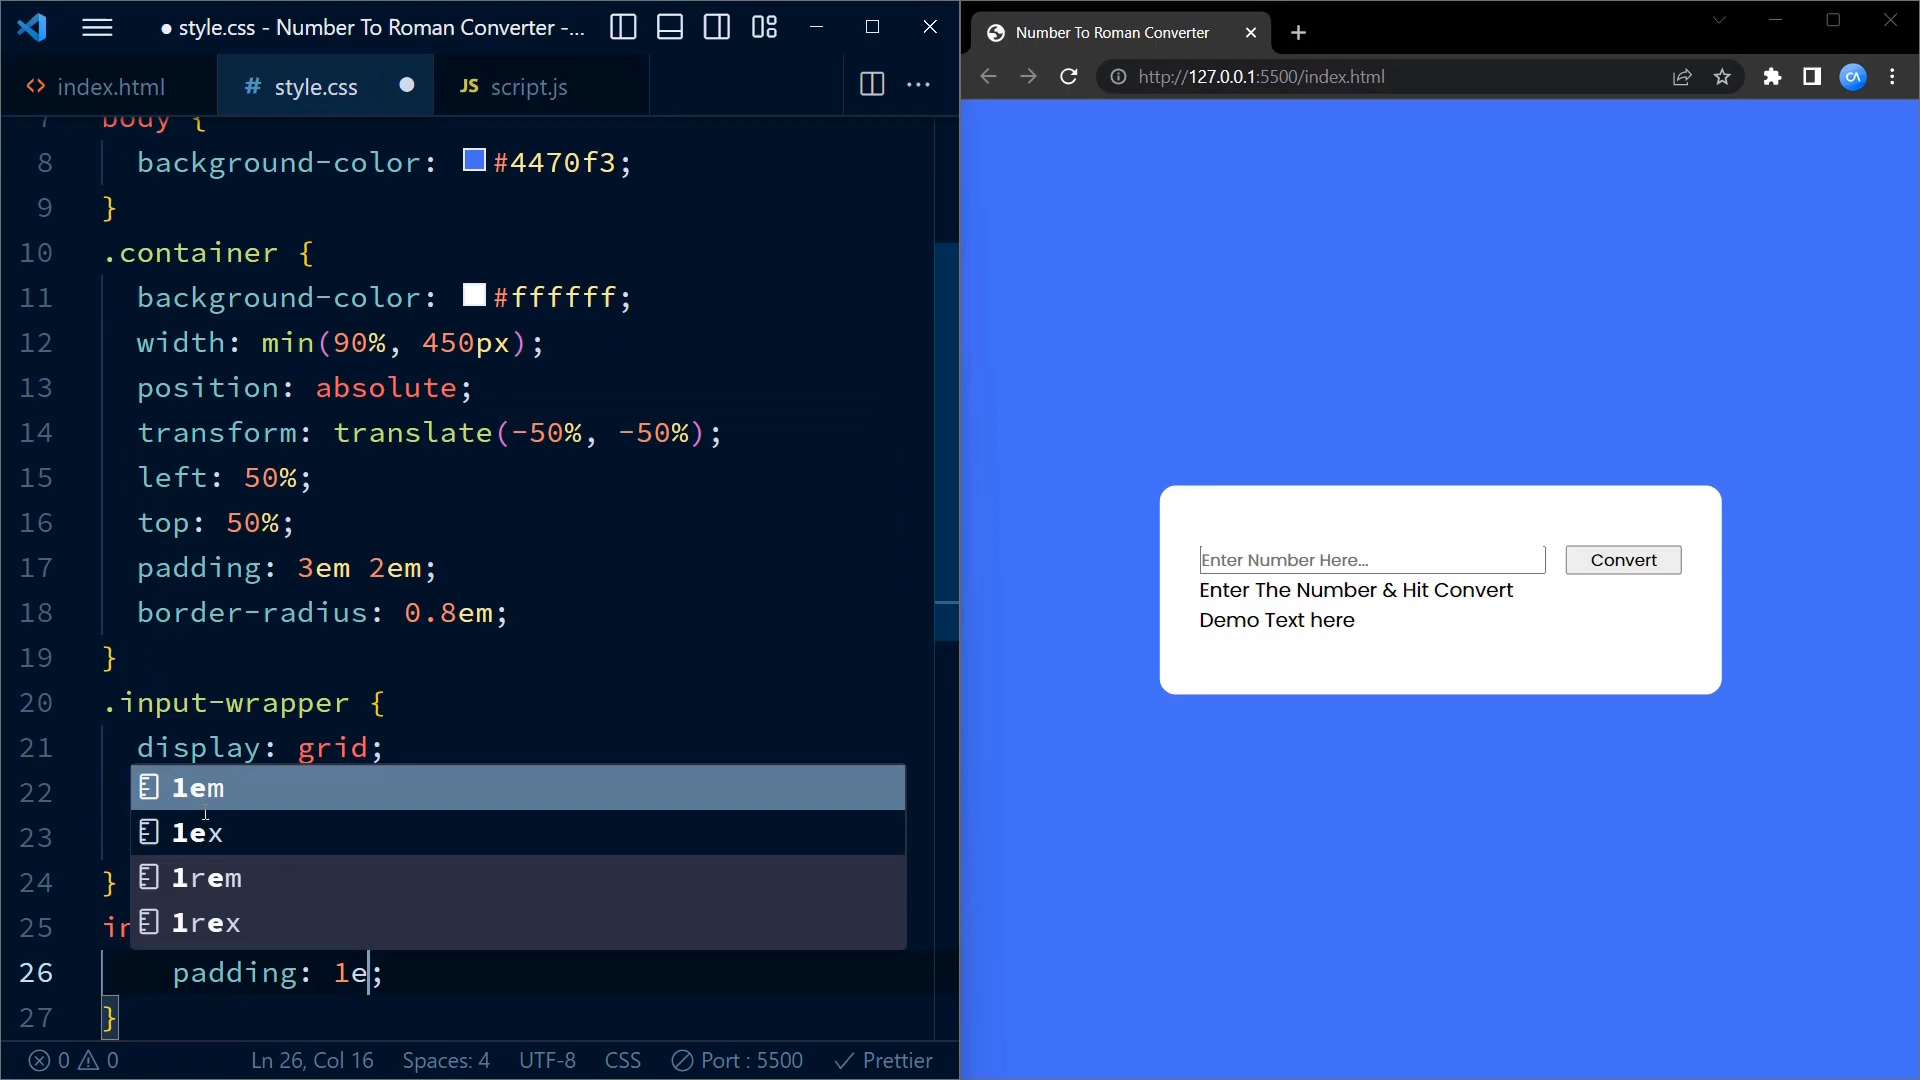 style.css - Number To Roman Converter -...
index.html
# style.css
JS script.js
7 body {
8 background-color: #4470f3;
9 }
10 .container {
11 background-color: #ffffff;
12 width: min(90%, 450px);
13 position: absolute;
14 transform: translate(-50%, -50%);
15 left: 50%;
16 top: 50%;
17 padding: 3em 2em;
18 border-radius: 0.8em;
19 }
20 .input-wrapper {
21 display: grid;
22
1em
23
1ex
24 }
1rem
25 in
1rex
26 padding: 1e;
27 }
0 0 Ln 26, Col 16 Spaces: 4 UTF-8 CSS Port : 5500 Prettier
Number To Roman Converter
http://127.0.0.1:5500/index.html
CA
Enter Number Here...
Convert
Enter The Number & Hit Convert
Demo Text here